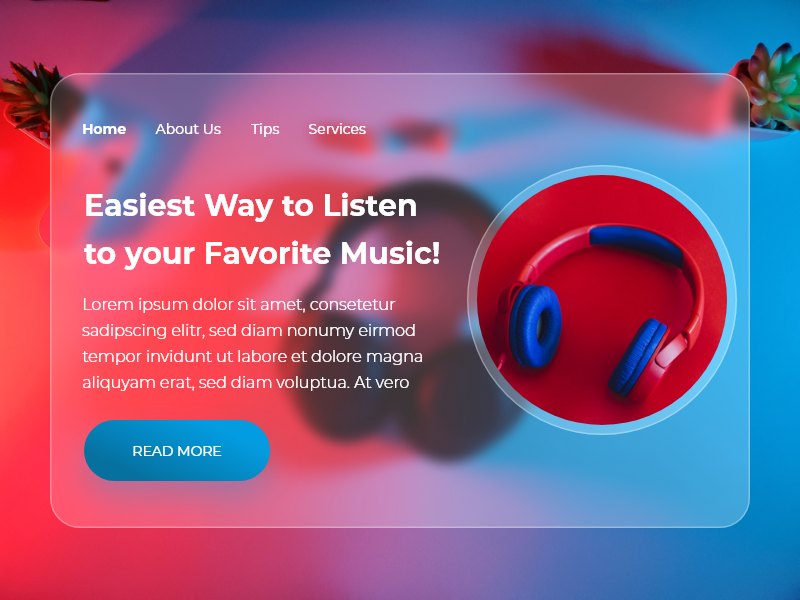 Home About Us Tips Services
Easiest Way to Listen
to your Favorite Music!
Lorem ipsum dolor sit amet, consetetur
sadipscing elitr, sed diam nonumy eirmod
tempor invidunt ut labore et dolore magna
aliquyam erat, sed diam voluptua. At vero
READ MORE